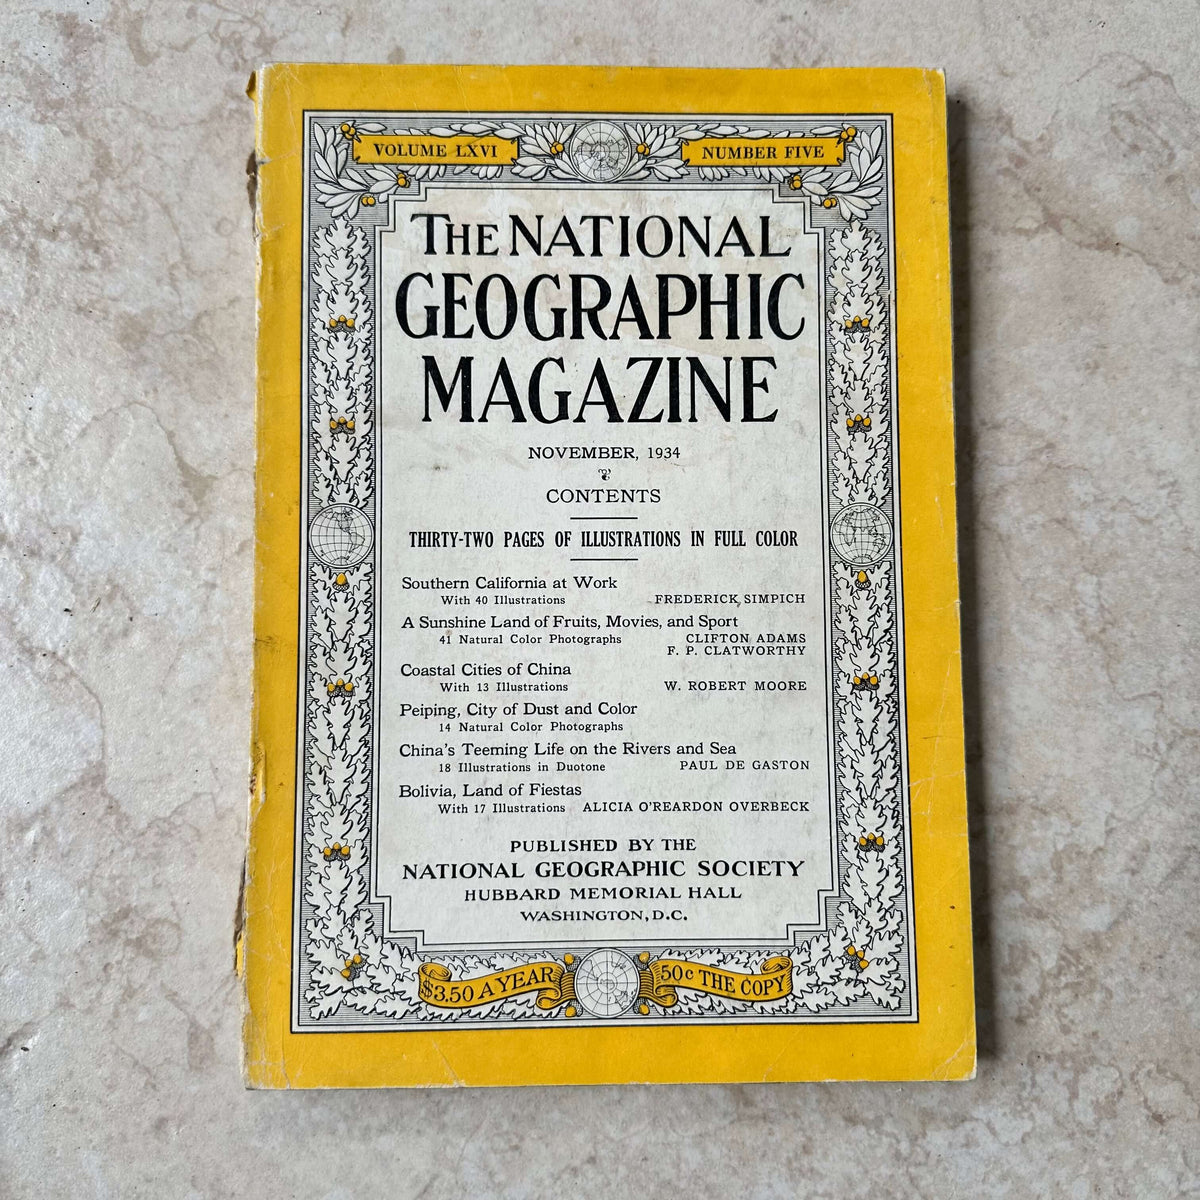 VOLUME LXVI NUMBER FIVE
THE NATIONAL
GEOGRAPHIC
MAGAZINE
NOVEMBER, 1934
CONTENTS
THIRTY-TWO PAGES OF ILLUSTRATIONS IN FULL COLOR
Southern California at Work
With 40 Illustrations FREDERICK SIMPICH
A Sunshine Land of Fruits, Movies, and Sport
41 Natural Color Photographs CLIFTON ADAMS
F. P. CLATWORTHY
Coastal Cities of China
With 13 Illustrations W. ROBERT MOORE
Peiping, City of Dust and Color
14 Natural Color Photographs
China's Teeming Life on the Rivers and Sea
18 Illustrations in Duotone PAUL DE GASTON
Bolivia, Land of Fiestas
With 17 Illustrations ALICIA O'REARDON OVERBECK
PUBLISHED BY THE
NATIONAL GEOGRAPHIC SOCIETY
HUBBARD MEMORIAL HALL
WASHINGTON, D.C.
$3.50 A YEAR 50c THE COPY